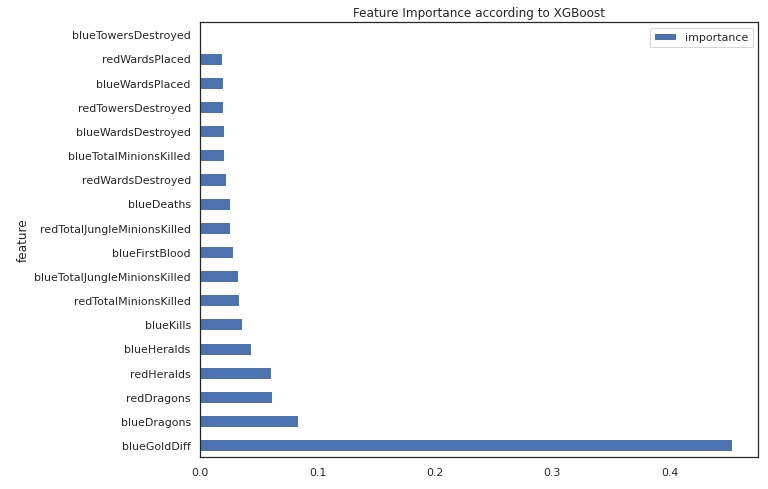 Feature Importance according to XGBoost
importance
feature
blueTowersDestroyed
redWardsPlaced
blueWardsPlaced
redTowersDestroyed
blueWardsDestroyed
blueTotalMinionsKilled
redWardsDestroyed
blueDeaths
redTotalJungleMinionsKilled
blueFirstBlood
blueTotalJungleMinionsKilled
redTotalMinionsKilled
blueKills
blueHeralds
redHeralds
redDragons
blueDragons
blueGoldDiff
0.0 0.1 0.2 0.3 0.4